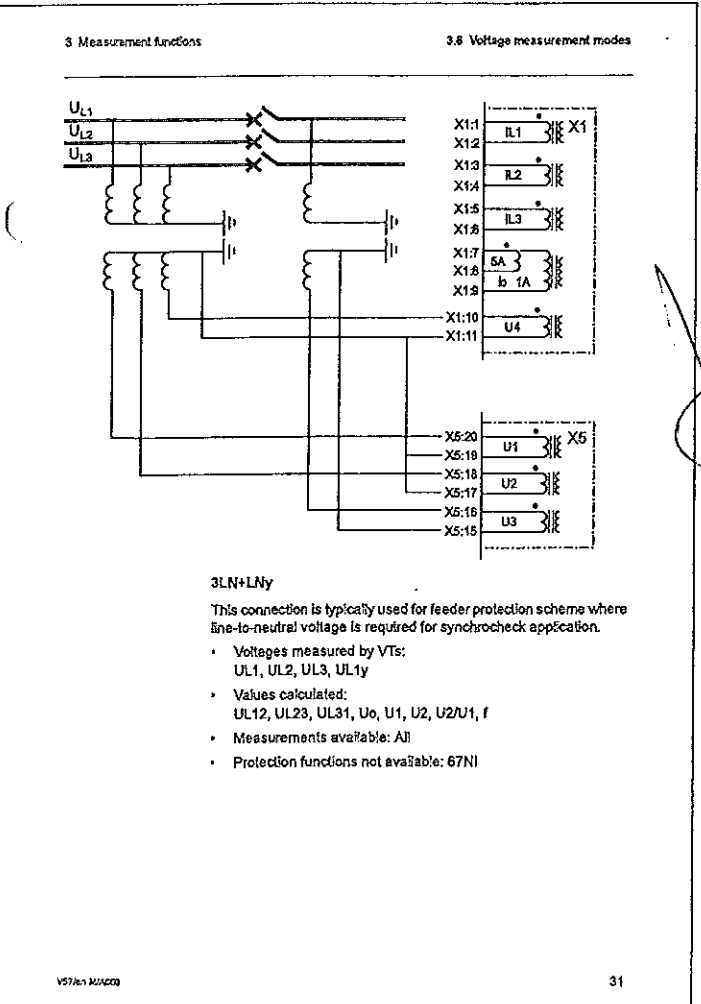 3 Measurement functions
3.6 Voltage measurement modes
UL1
UL2
UL3
X1:1
X1:2
X1:3
X1:4
X1:5
X1:6
X1:7
X1:8
X1:9
X1:10
X1:11
IL1
X1
IL2
IL3
5A
Io 1A
U4
X5:20
X5:19
X5:18
X5:17
X5:16
X5:15
U1
X5
U2
U3
3LN+LNy
This connection is typically used for feeder protection scheme where
line-to-neutral voltage is required for synchrocheck application.
• Voltages measured by VTs:
UL1, UL2, UL3, UL1y
• Values calculated:
UL12, UL23, UL31, Uo, U1, U2, U2/U1, f
• Measurements available: All
• Protection functions not available: 67NI
V57/en M/A003
31